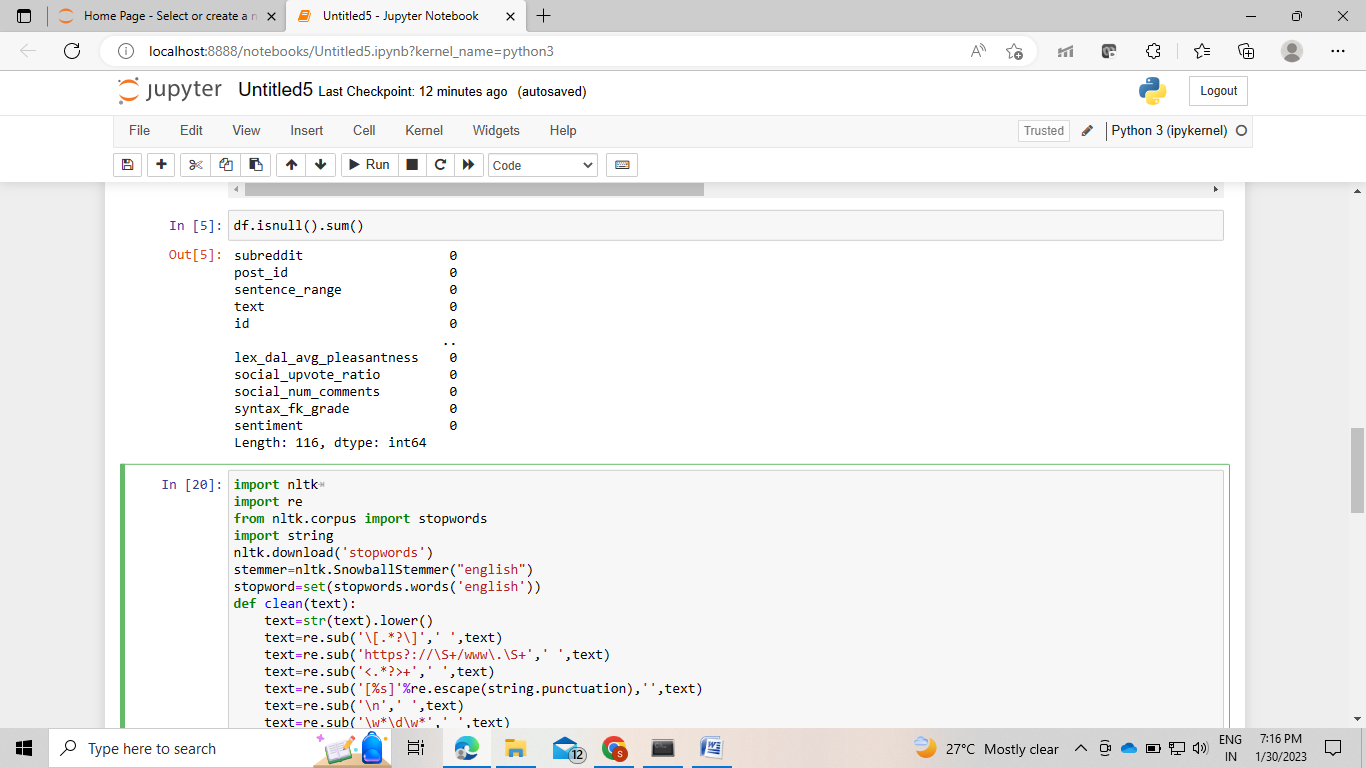 Home Page - Select or create a n
Untitled5 - Jupyter Notebook
localhost:8888/notebooks/Untitled5.ipynb?kernel_name=python3
jupyter Untitled5 Last Checkpoint: 12 minutes ago (autosaved)
Logout
File Edit View Insert Cell Kernel Widgets Help
Trusted
Python 3 (ipykernel)
Run
Code
In [5]: df.isnull().sum()
Out[5]: subreddit 0
post_id 0
sentence_range 0
text 0
id 0
..
lex_dal_avg_pleasantness 0
social_upvote_ratio 0
social_num_comments 0
syntax_fk_grade 0
sentiment 0
Length: 116, dtype: int64
In [20]: import nltk
import re
from nltk.corpus import stopwords
import string
nltk.download('stopwords')
stemmer=nltk.SnowballStemmer("english")
stopword=set(stopwords.words('english'))
def clean(text):
    text=str(text).lower()
    text=re.sub('\[.*?\]',' ',text)
    text=re.sub('https?://\S+/www\.\S+',' ',text)
    text=re.sub('<.*?>+',' ',text)
    text=re.sub('[%s]'%re.escape(string.punctuation),'',text)
    text=re.sub('\n',' ',text)
    text=re.sub('\w*\d\w*',' ',text)
Type here to search
12
S
27°C Mostly clear
ENG
IN
7:16 PM
1/30/2023